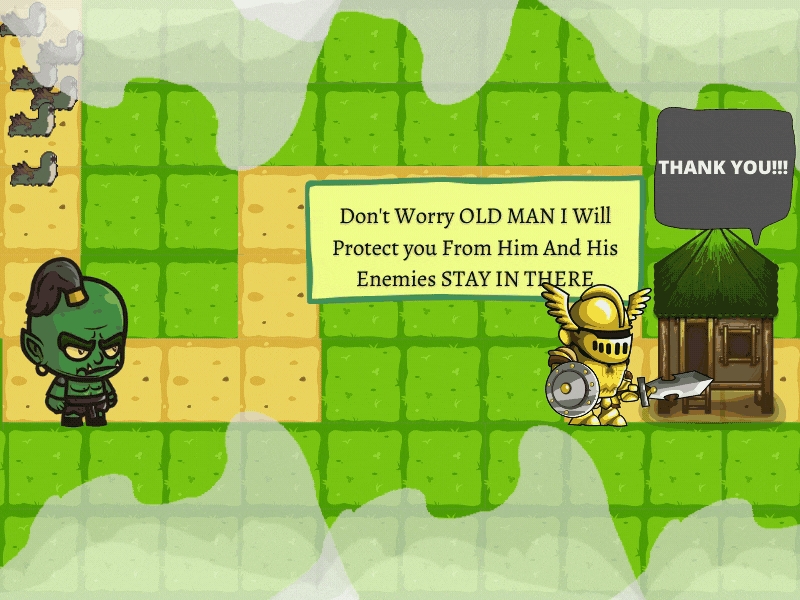 THANK YOU!!!
Don't Worry OLD MAN I Will
Protect you From Him And His
Enemies STAY IN THERE